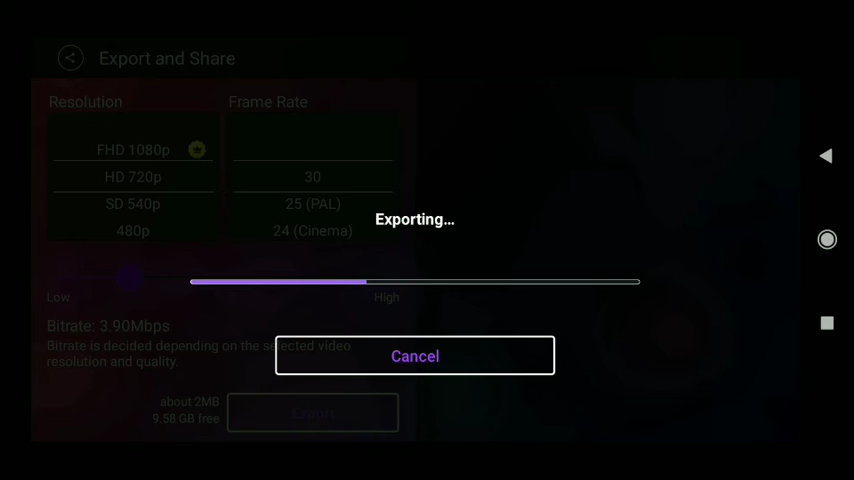 Export and Share
Resolution
Frame Rate
FHD 1080p
HD 720p
30
SD 540p
25 (PAL)
480p
24 (Cinema)
Exporting...
Low
High
Bitrate: 3.90Mbps
Bitrate is decided depending on the selected video
resolution and quality.
Cancel
about 2MB
9.58 GB free
Export